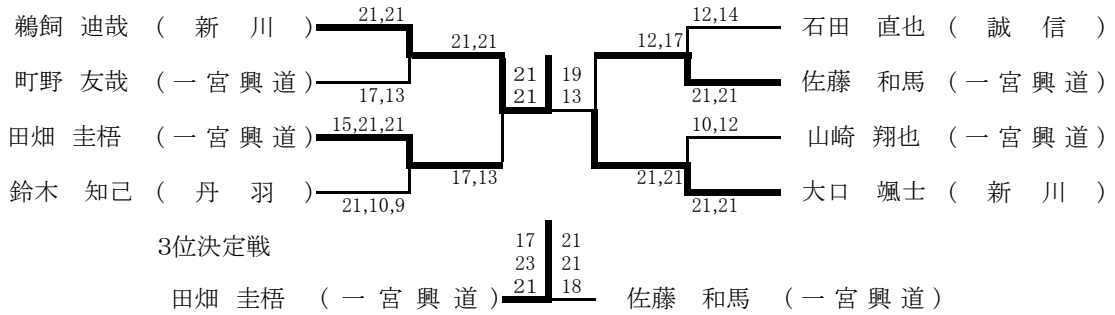 鵜飼 迪哉 ( 新 川 ) 21,21 12,14 石田 直也 ( 誠 信 )
21,21 12,17
町野 友哉 ( 一 宮 興 道 ) 17,13 21 19 21,21 佐藤 和馬 ( 一 宮 興 道 )
21 13
田畑 圭梧 ( 一 宮 興 道 ) 15,21,21 10,12 山崎 翔也 ( 一 宮 興 道 )
17,13 21,21
鈴木 知己 ( 丹 羽 ) 21,10,9 21,21 大口 颯士 ( 新 川 )
3位決定戦 17 21
23 21
田畑 圭梧 ( 一 宮 興 道 ) 21 18 佐藤 和馬 ( 一 宮 興 道 )